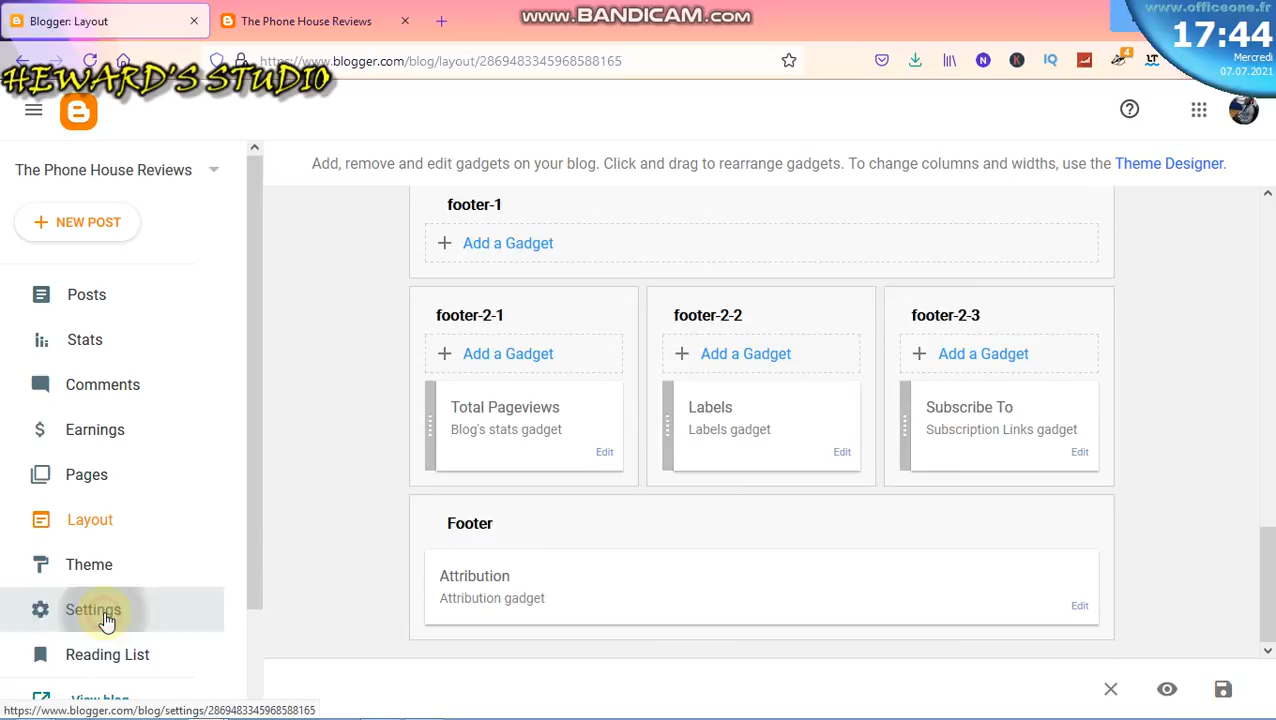 Blogger: Layout
The Phone House Reviews
www.BANDICAM.com
www.officeone.fr
17:44
Mercredi
07.07.2021
https://www.blogger.com/blog/layout/2869483345968588165
4
HEWARD'S STUDIO
The Phone House Reviews
Add, remove and edit gadgets on your blog. Click and drag to rearrange gadgets. To change columns and widths, use the Theme Designer.
NEW POST
Posts
Stats
Comments
Earnings
Pages
Layout
Theme
Settings
Reading List
View blog
footer-1
Add a Gadget
footer-2-1
footer-2-2
footer-2-3
Add a Gadget
Add a Gadget
Add a Gadget
Total Pageviews
Blog's stats gadget
Edit
Labels
Labels gadget
Edit
Subscribe To
Subscription Links gadget
Edit
Footer
Attribution
Attribution gadget
Edit
https://www.blogger.com/blog/settings/2869483345968588165